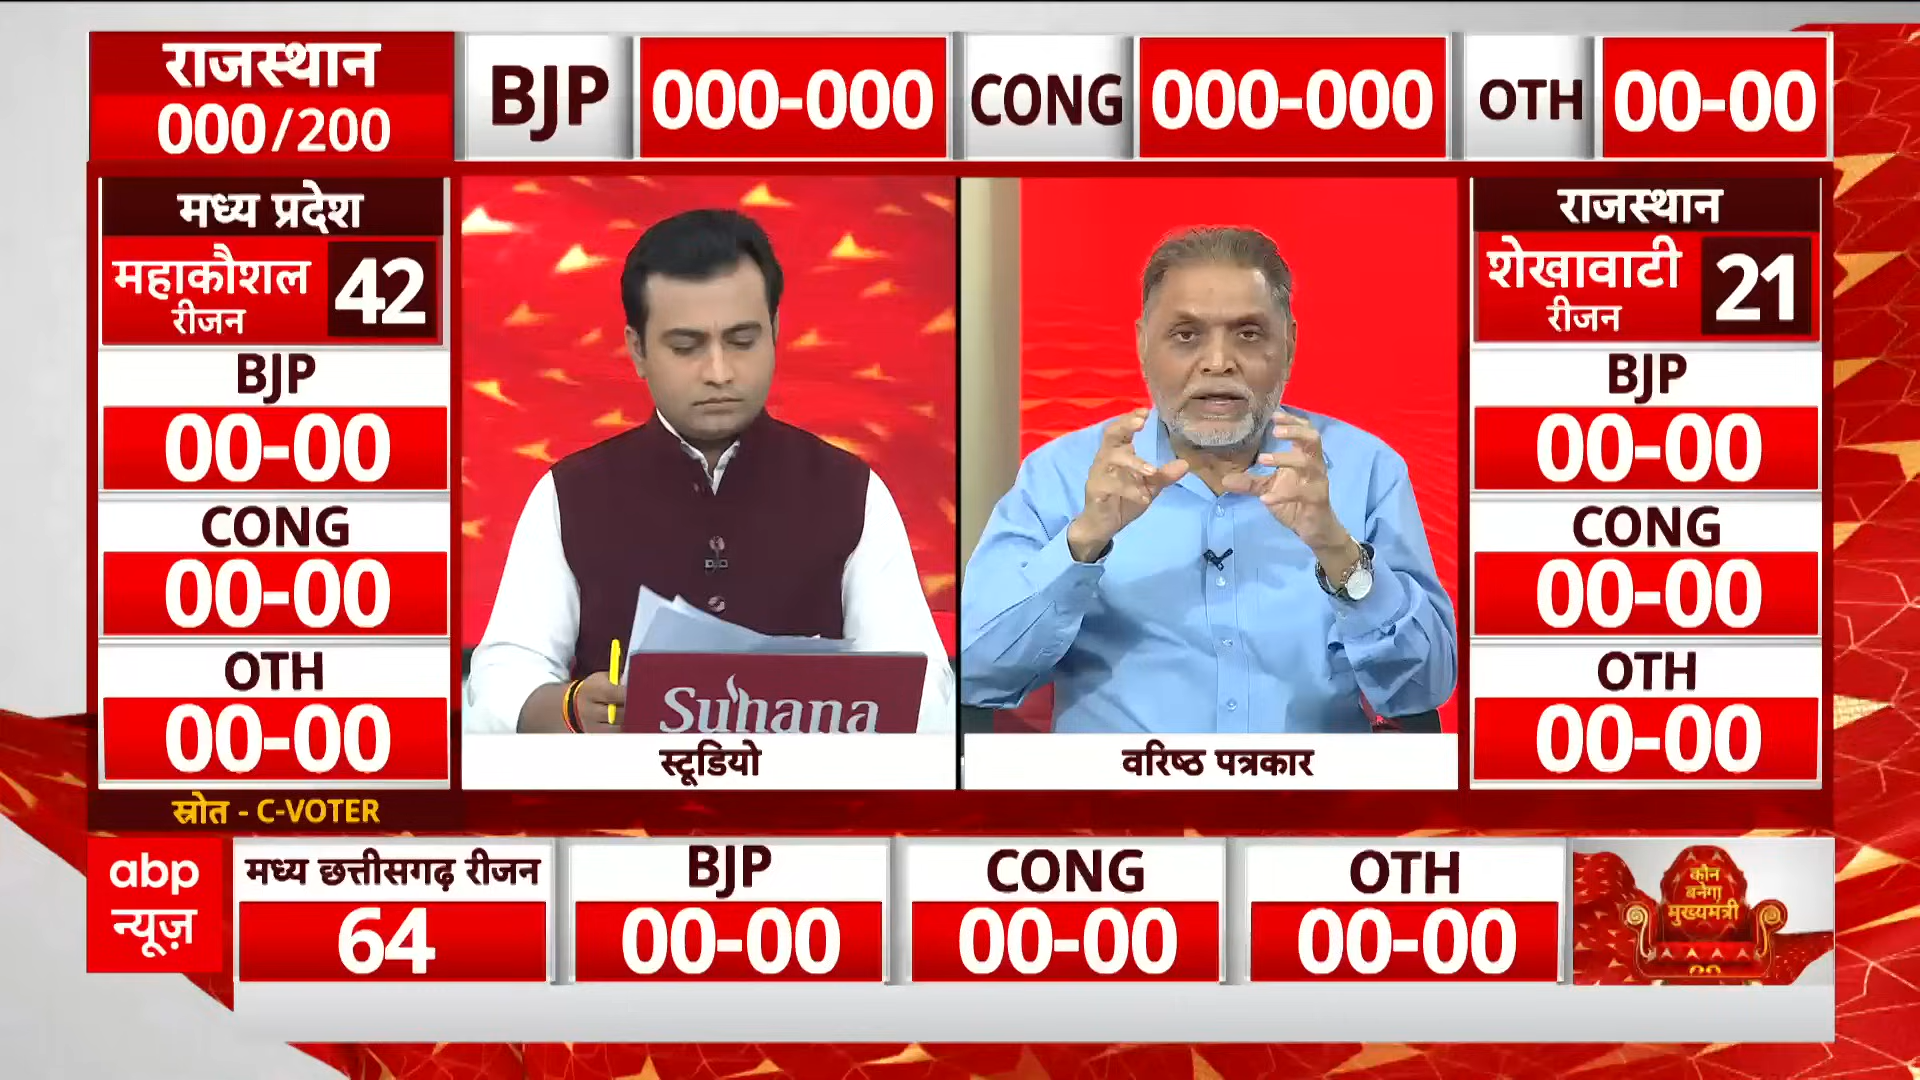 राजस्थान
000/200
BJP
000-000
CONG
000-000
OTH
00-00
मध्य प्रदेश
महाकौशल
रीजन
42
BJP
00-00
CONG
00-00
OTH
00-00
स्रोत - C-VOTER
Suhana
स्टूडियो
वरिष्ठ पत्रकार
राजस्थान
शेखावाटी
रीजन
21
BJP
00-00
CONG
00-00
OTH
00-00
abp
न्यूज़
मध्य छत्तीसगढ़ रीजन
64
BJP
00-00
CONG
00-00
OTH
00-00
कौन
बनेगा
मुख्यमंत्री